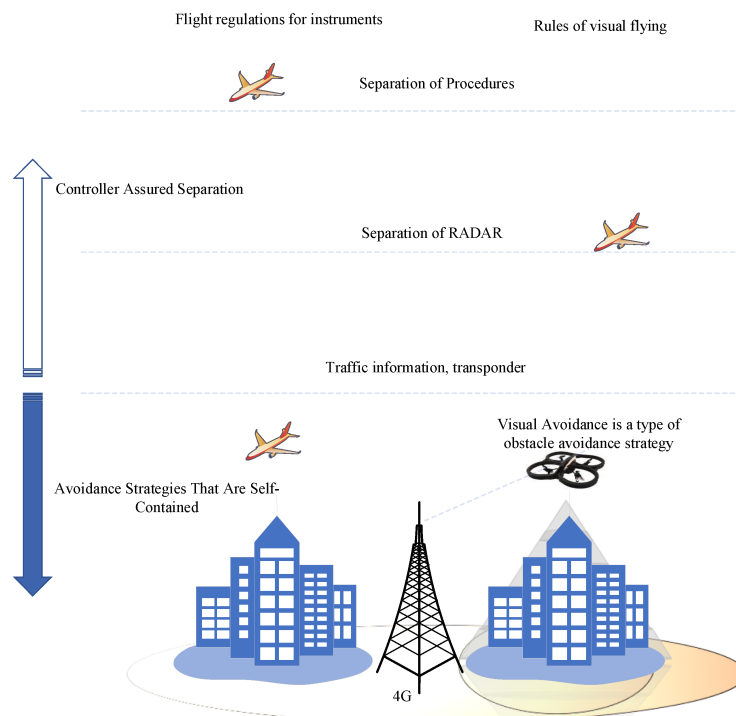 Flight regulations for instruments
Rules of visual flying
Separation of Procedures
Controller Assured Separation
Separation of RADAR
Traffic information, transponder
Visual Avoidance is a type of
obstacle avoidance strategy
Avoidance Strategies That Are Self-
Contained
4G